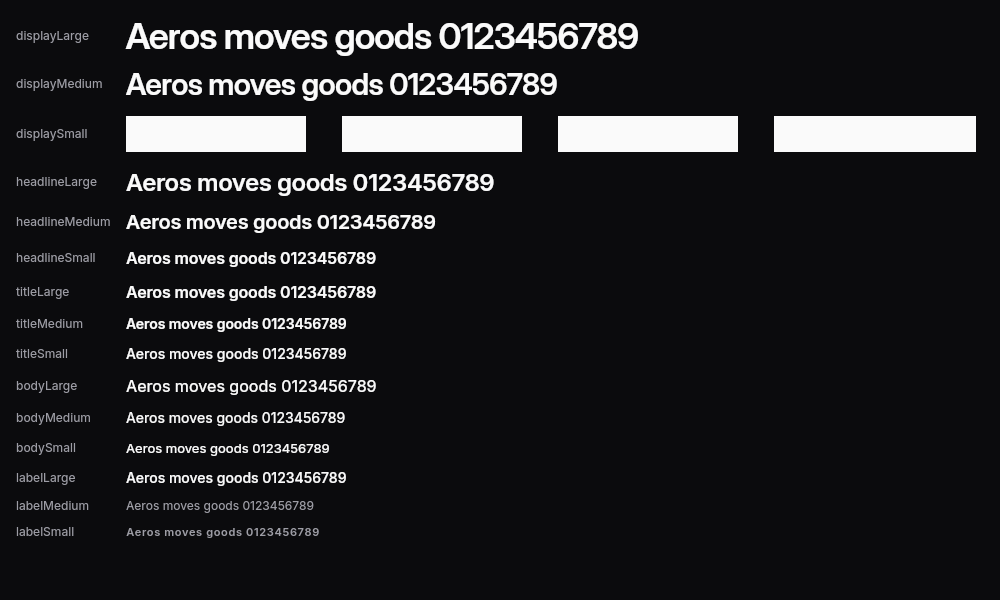 displayLarge Aeros moves goods 0123456789
displayMedium Aeros moves goods 0123456789
displaySmall
headlineLarge Aeros moves goods 0123456789
headlineMedium Aeros moves goods 0123456789
headlineSmall Aeros moves goods 0123456789
titleLarge Aeros moves goods 0123456789
titleMedium Aeros moves goods 0123456789
titleSmall Aeros moves goods 0123456789
bodyLarge Aeros moves goods 0123456789
bodyMedium Aeros moves goods 0123456789
bodySmall Aeros moves goods 0123456789
labelLarge Aeros moves goods 0123456789
labelMedium Aeros moves goods 0123456789
labelSmall Aeros moves goods 0123456789